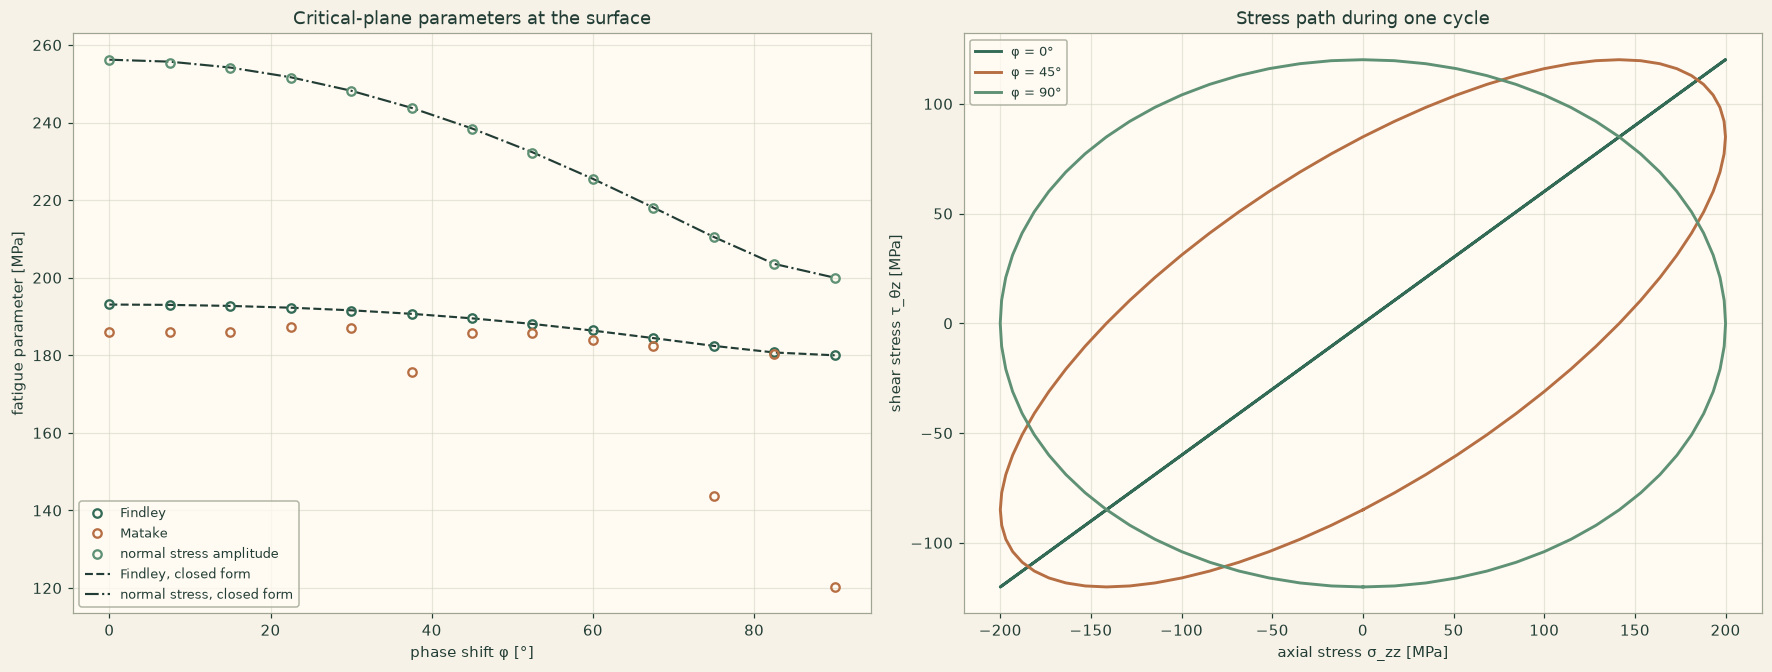 Critical-plane parameters at the surface
fatigue parameter [MPa]
260
240
220
200
180
160
140
120
Findley
Matake
normal stress amplitude
Findley, closed form
normal stress, closed form
0
20
40
60
80
phase shift φ [°]
Stress path during one cycle
shear stress τ_θz [MPa]
φ = 0°
φ = 45°
φ = 90°
100
50
0
−50
−100
−200
−150
−100
−50
0
50
100
150
200
axial stress σ_zz [MPa]